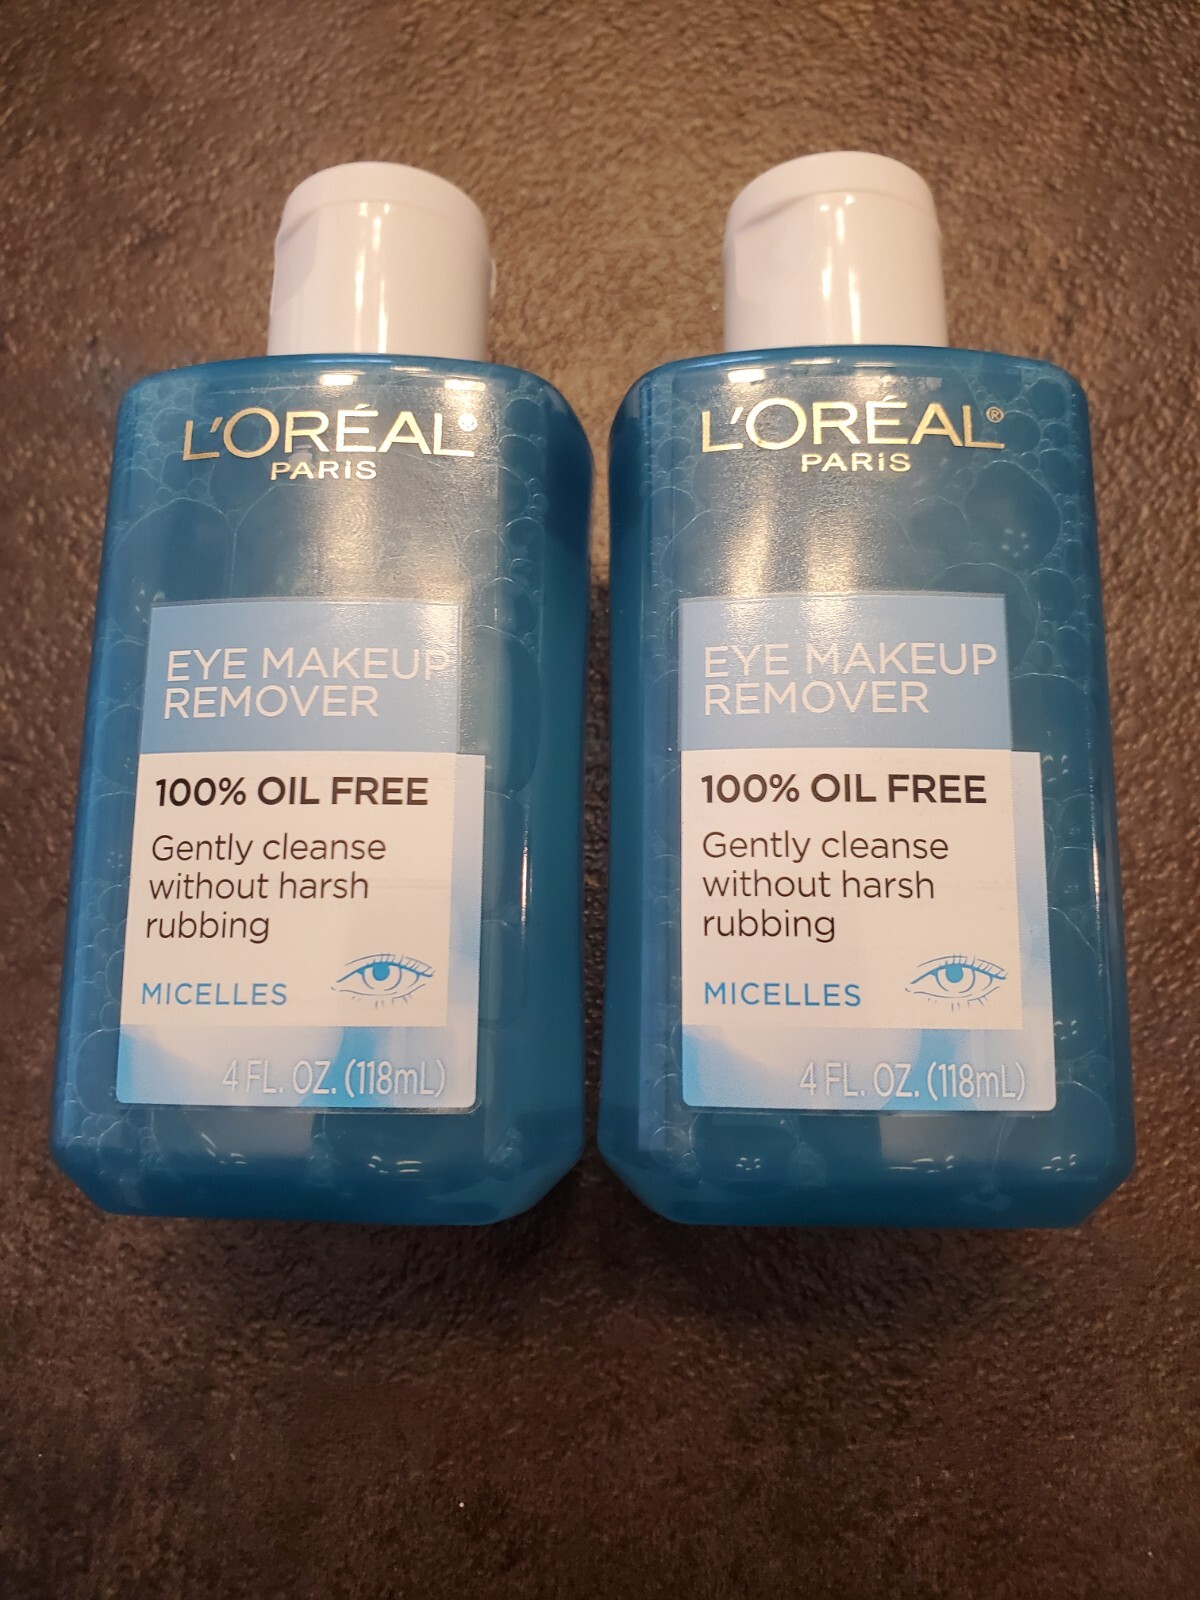 L'ORÉAL®
PARiS
EYE MAKEUP
REMOVER
100% OIL FREE
Gently cleanse
without harsh
rubbing
MICELLES
4 FL. OZ. (118mL)
L'ORÉAL®
PARiS
EYE MAKEUP
REMOVER
100% OIL FREE
Gently cleanse
without harsh
rubbing
MICELLES
4 FL. OZ. (118mL)